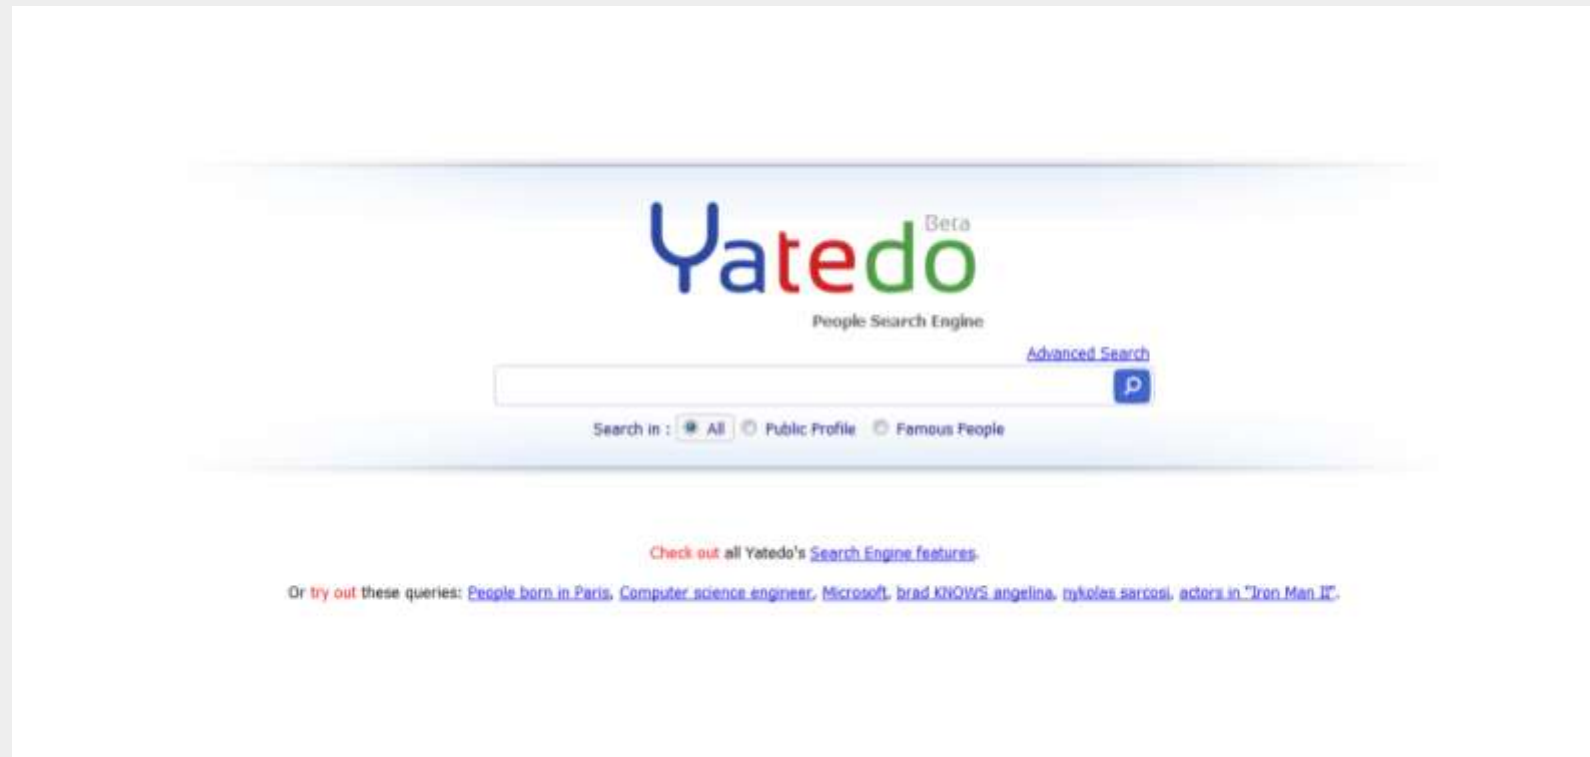 Yatedo Beta
People Search Engine
Advanced Search
Search in : All Public Profile Famous People
Check out all Yatedo's Search Engine features.
Or try out these queries: People born in Paris, Computer science engineer, Microsoft, brad KNOWS angelina, nykolas sarcosi, actors in "Iron Man II".